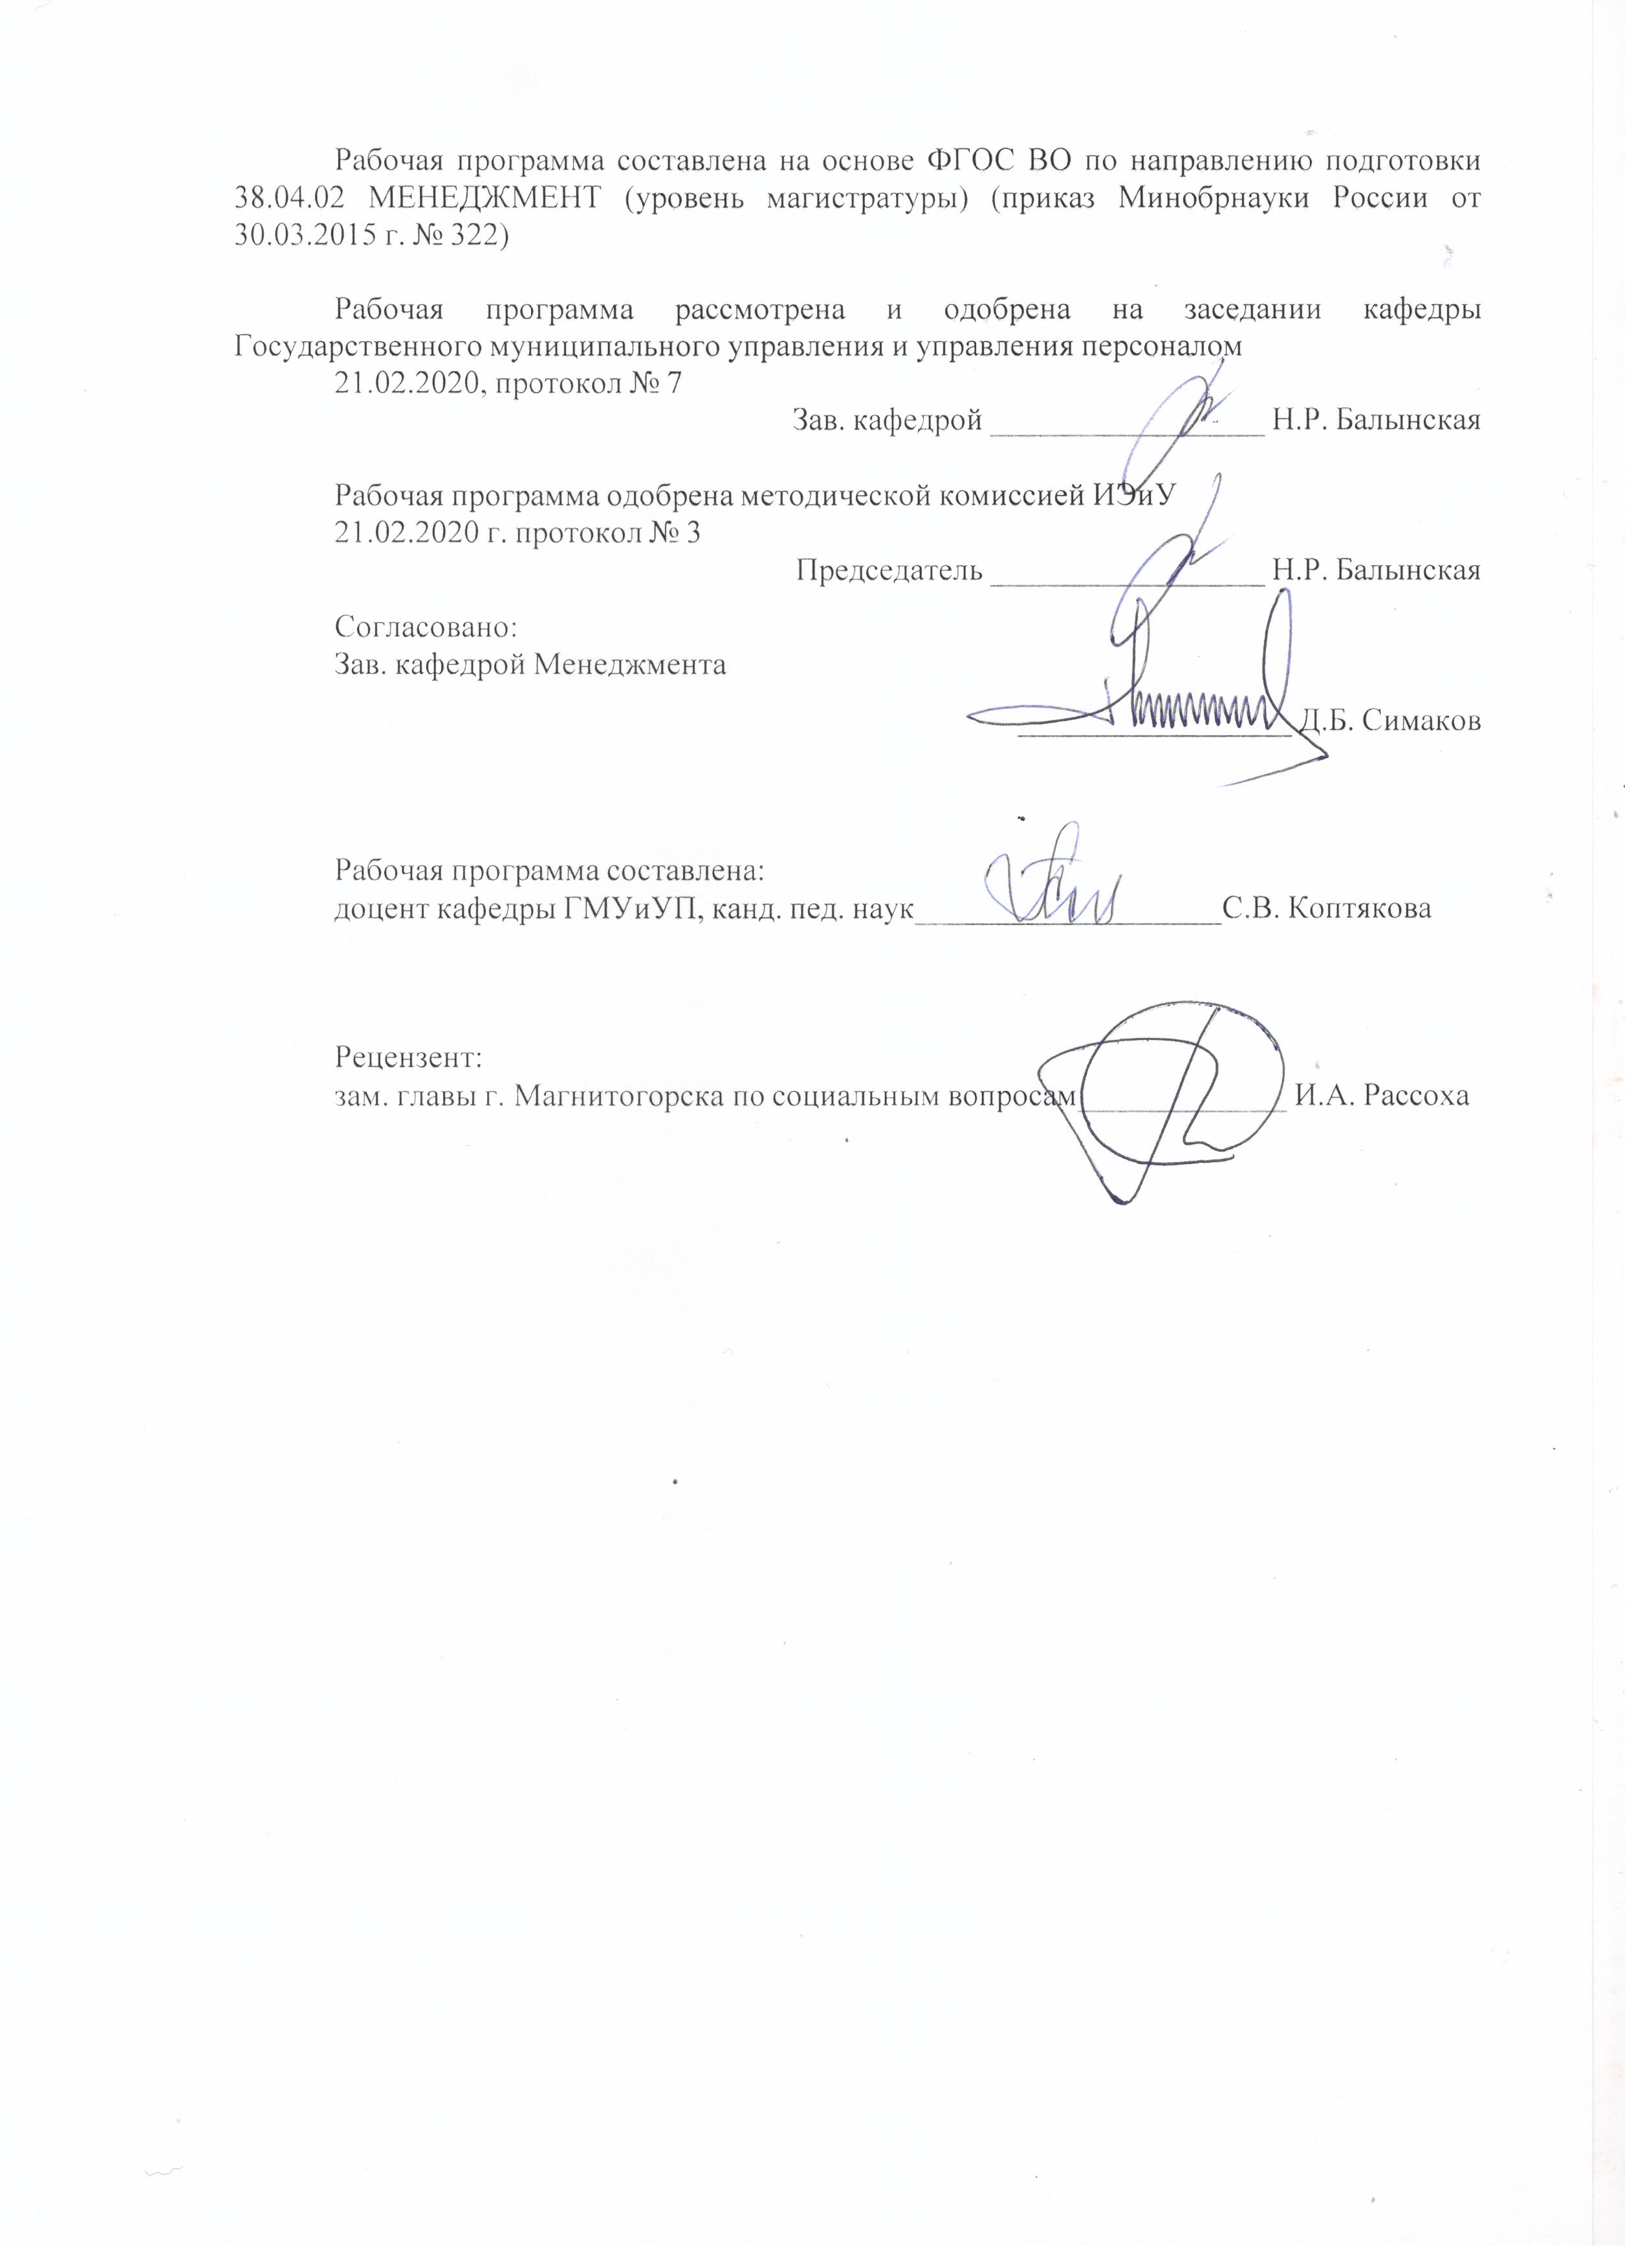 Рабочая программа составлена на основе ФГОС ВО по направлению подготовки
38.04.02 МЕНЕДЖМЕНТ (уровень магистратуры) (приказ Минобрнауки России от
30.03.2015 г. № 322)
Рабочая программа рассмотрена и одобрена на заседании кафедры
Государственного муниципального управления и управления персоналом
21.02.2020, протокол № 7
Зав. кафедрой ___________________ Н.Р. Балынская
Рабочая программа одобрена методической комиссией ИЭиУ
21.02.2020 г. протокол № 3
Председатель ___________________ Н.Р. Балынская
Согласовано:
Зав. кафедрой Менеджмента
___________________ Д.Б. Симаков
Рабочая программа составлена:
доцент кафедры ГМУиУП, канд. пед. наук_____________________С.В. Коптякова
Рецензент:
зам. главы г. Магнитогорска по социальным вопросам______________ И.А. Рассоха